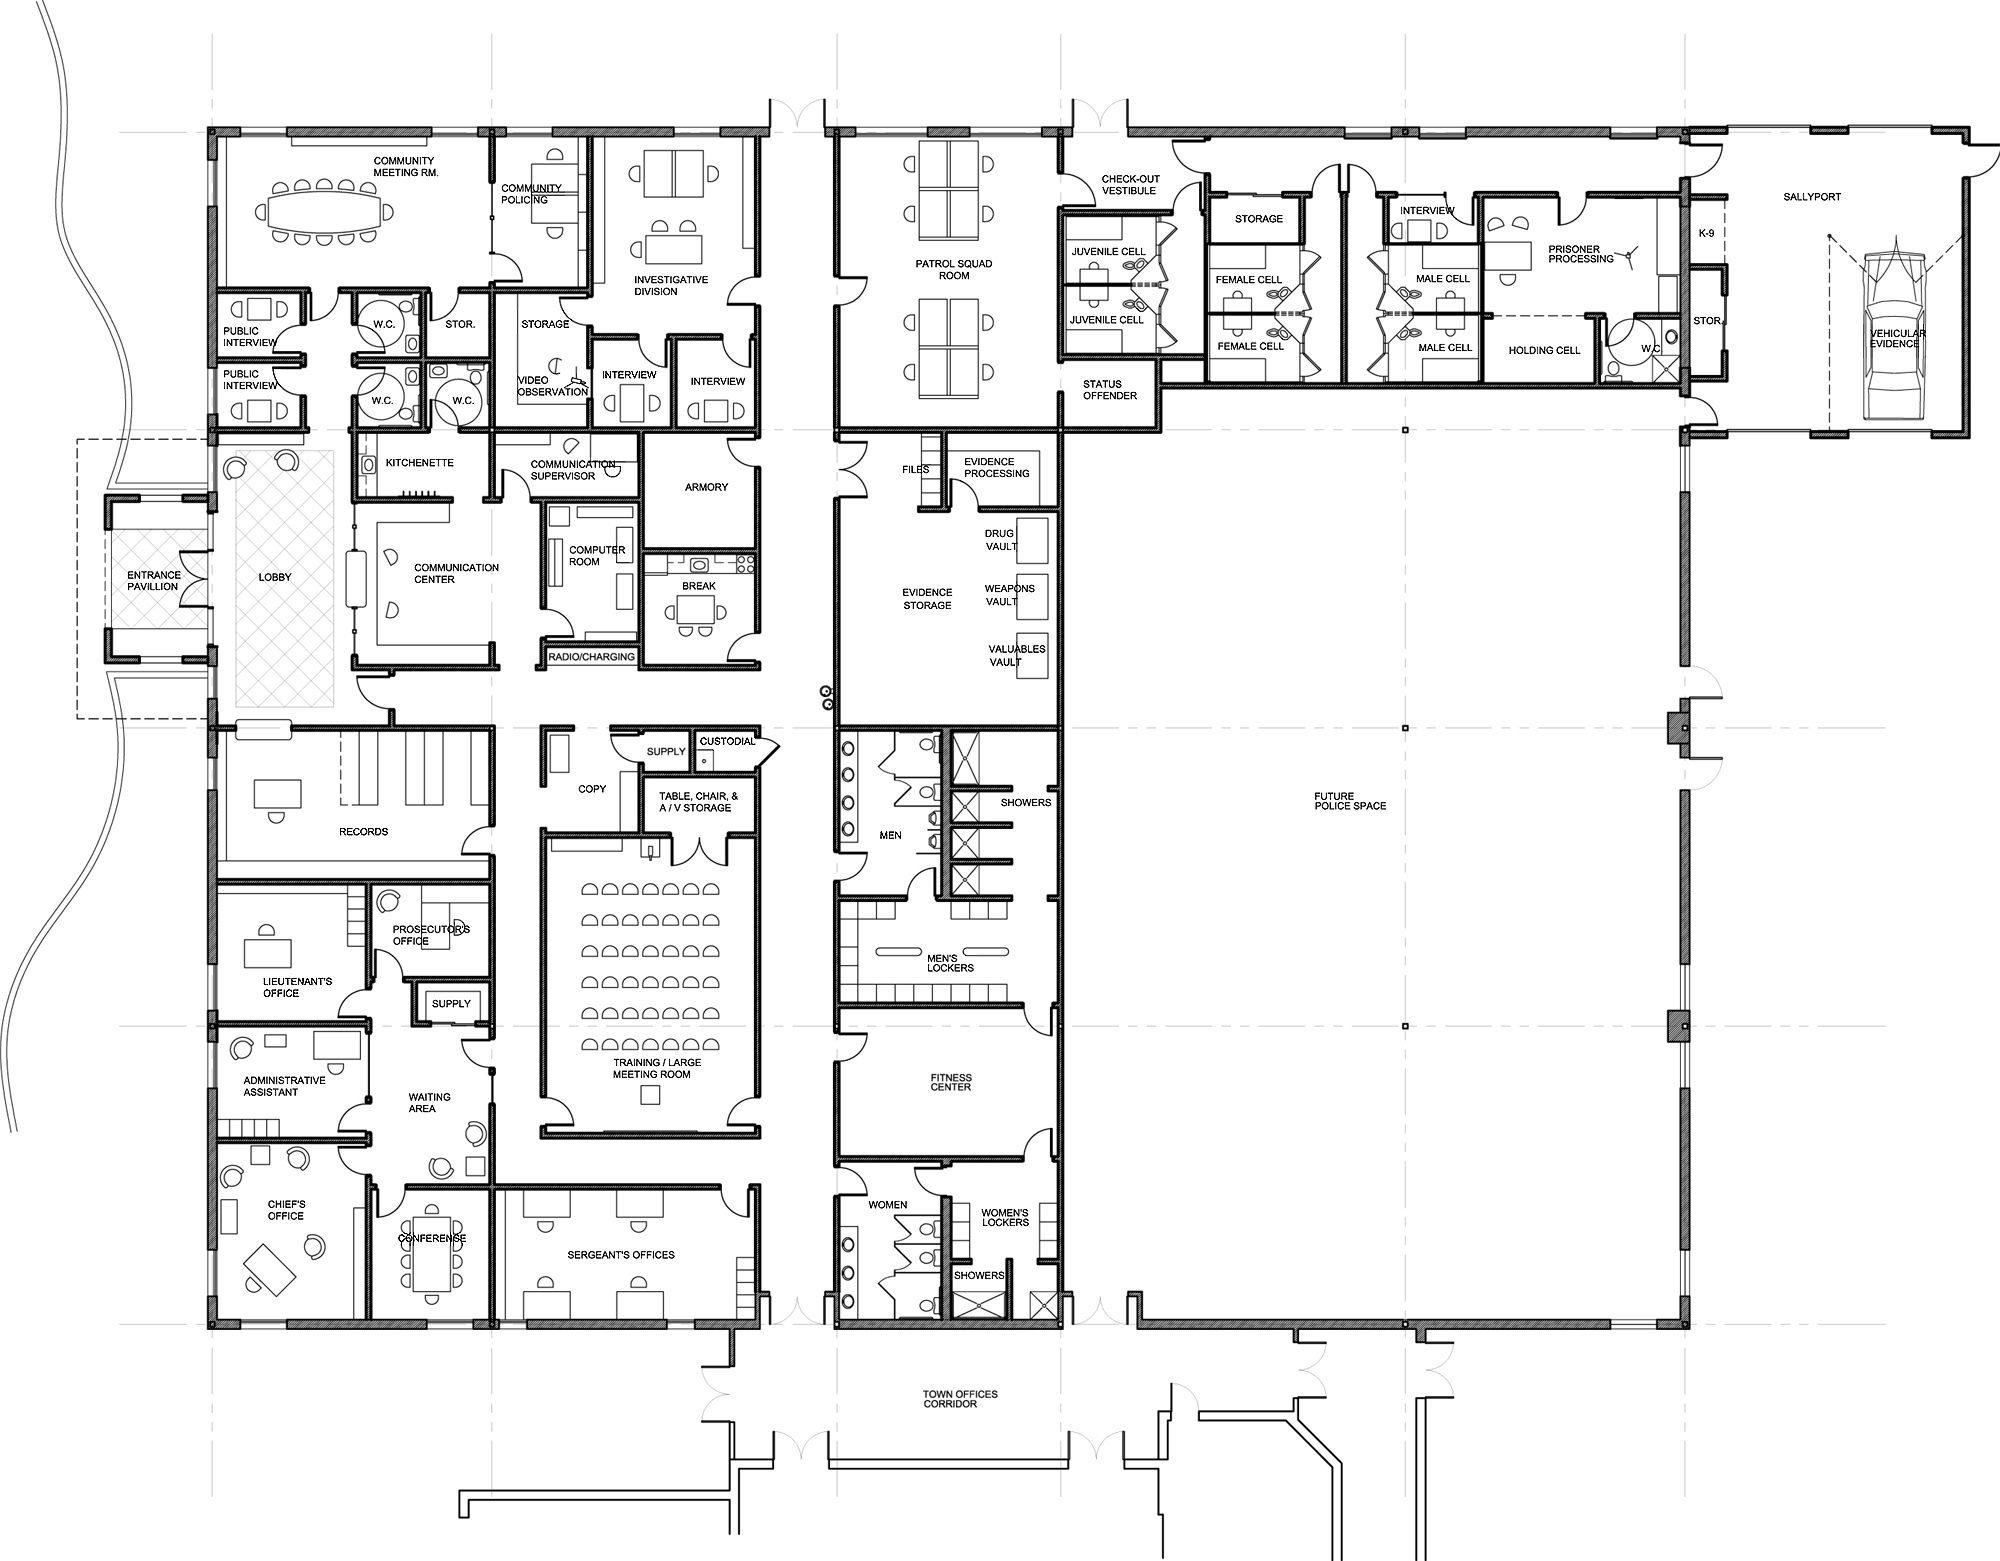 COMMUNITY
MEETING RM.
COMMUNITY
POLICING
INVESTIGATIVE
DIVISION
PATROL SQUAD
ROOM
CHECK-OUT
VESTIBULE
STORAGE
INTERVIEW
PRISONER
PROCESSING
K-9
SALLYPORT
JUVENILE CELL
JUVENILE CELL
FEMALE CELL
FEMALE CELL
MALE CELL
MALE CELL
HOLDING CELL
W.C
STOR.
VEHICULAR
EVIDENCE
PUBLIC
INTERVIEW
PUBLIC
INTERVIEW
W.C.
W.C.
STOR.
W.C.
STORAGE
VIDEO
OBSERVATION
INTERVIEW
INTERVIEW
STATUS
OFFENDER
KITCHENETTE
COMMUNICATION
SUPERVISOR
ARMORY
FILES
EVIDENCE
PROCESSING
ENTRANCE
PAVILLION
LOBBY
COMMUNICATION
CENTER
COMPUTER
ROOM
BREAK
RADIO/CHARGING
EVIDENCE
STORAGE
DRUG
VAULT
WEAPONS
VAULT
VALUABLES
VAULT
RECORDS
COPY
SUPPLY
CUSTODIAL
TABLE, CHAIR, &
A / V STORAGE
MEN
SHOWERS
FUTURE
POLICE SPACE
LIEUTENANT'S
OFFICE
PROSECUTOR'S
OFFICE
SUPPLY
MEN'S
LOCKERS
ADMINISTRATIVE
ASSISTANT
WAITING
AREA
TRAINING / LARGE
MEETING ROOM
FITNESS
CENTER
CHIEF'S
OFFICE
CONFERENCE
SERGEANT'S OFFICES
WOMEN
WOMEN'S
LOCKERS
SHOWERS
TOWN OFFICES
CORRIDOR